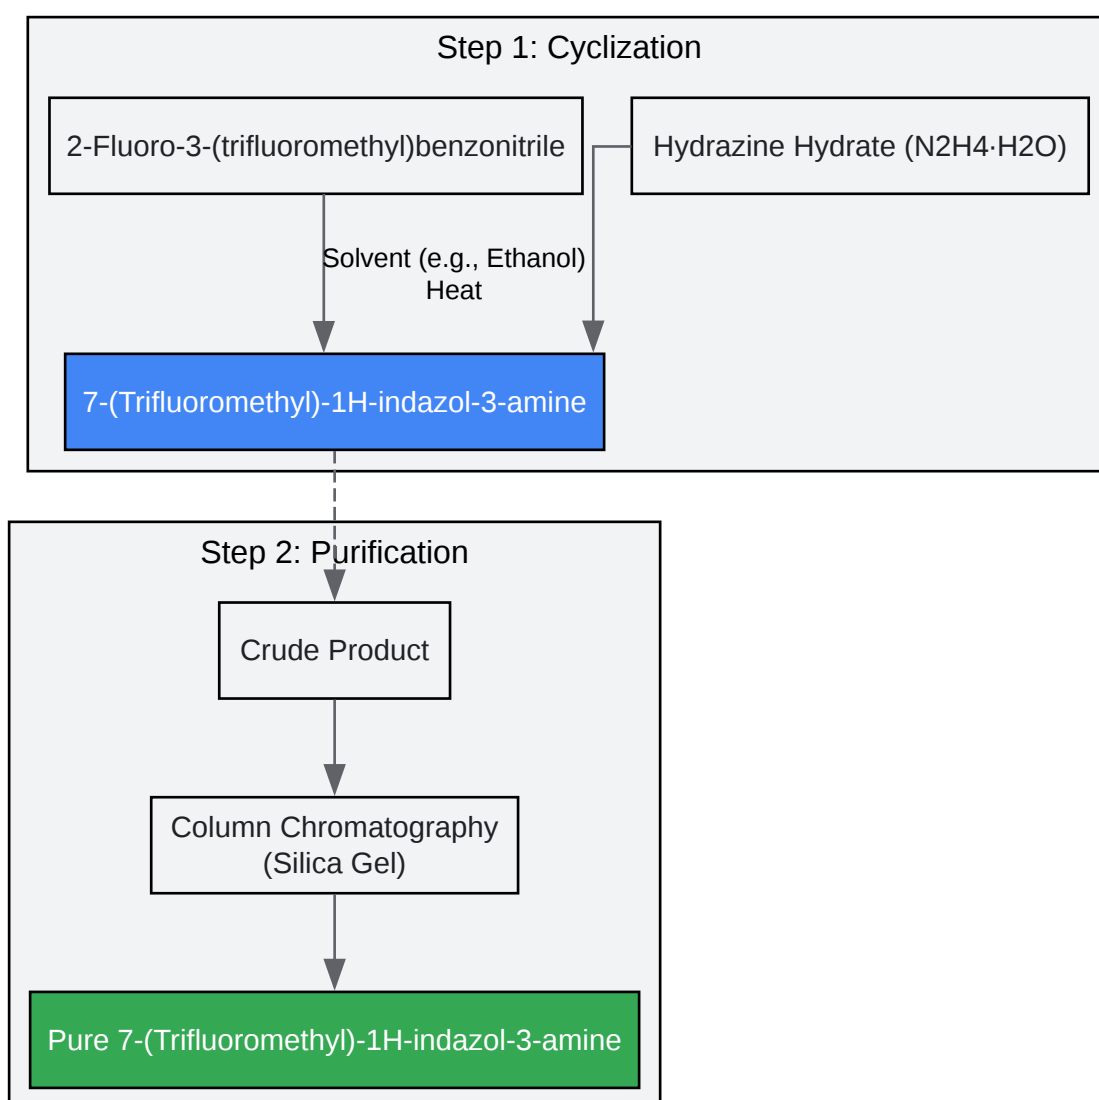 Step 1: Cyclization
2-Fluoro-3-(trifluoromethyl)benzonitrile
Hydrazine Hydrate (N2H4·H2O)
Solvent (e.g., Ethanol)
Heat
7-(Trifluoromethyl)-1H-indazol-3-amine
Step 2: Purification
Crude Product
Column Chromatography
(Silica Gel)
Pure 7-(Trifluoromethyl)-1H-indazol-3-amine